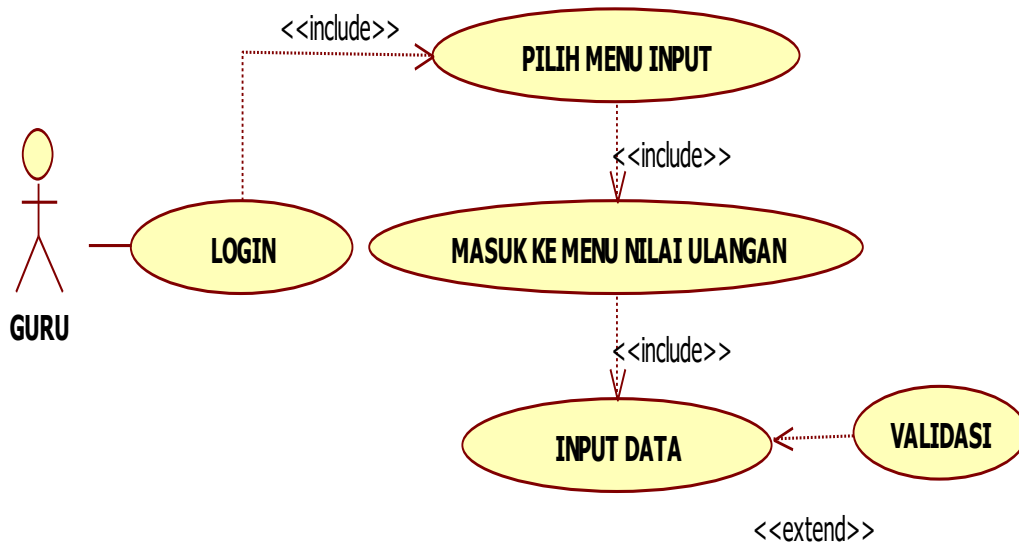 <<include>>
PILIH MENU INPUT
<<include>>
LOGIN
MASUK KE MENU NILAI ULANGAN
GURU
<<include>>
INPUT DATA
VALIDASI
<<extend>>